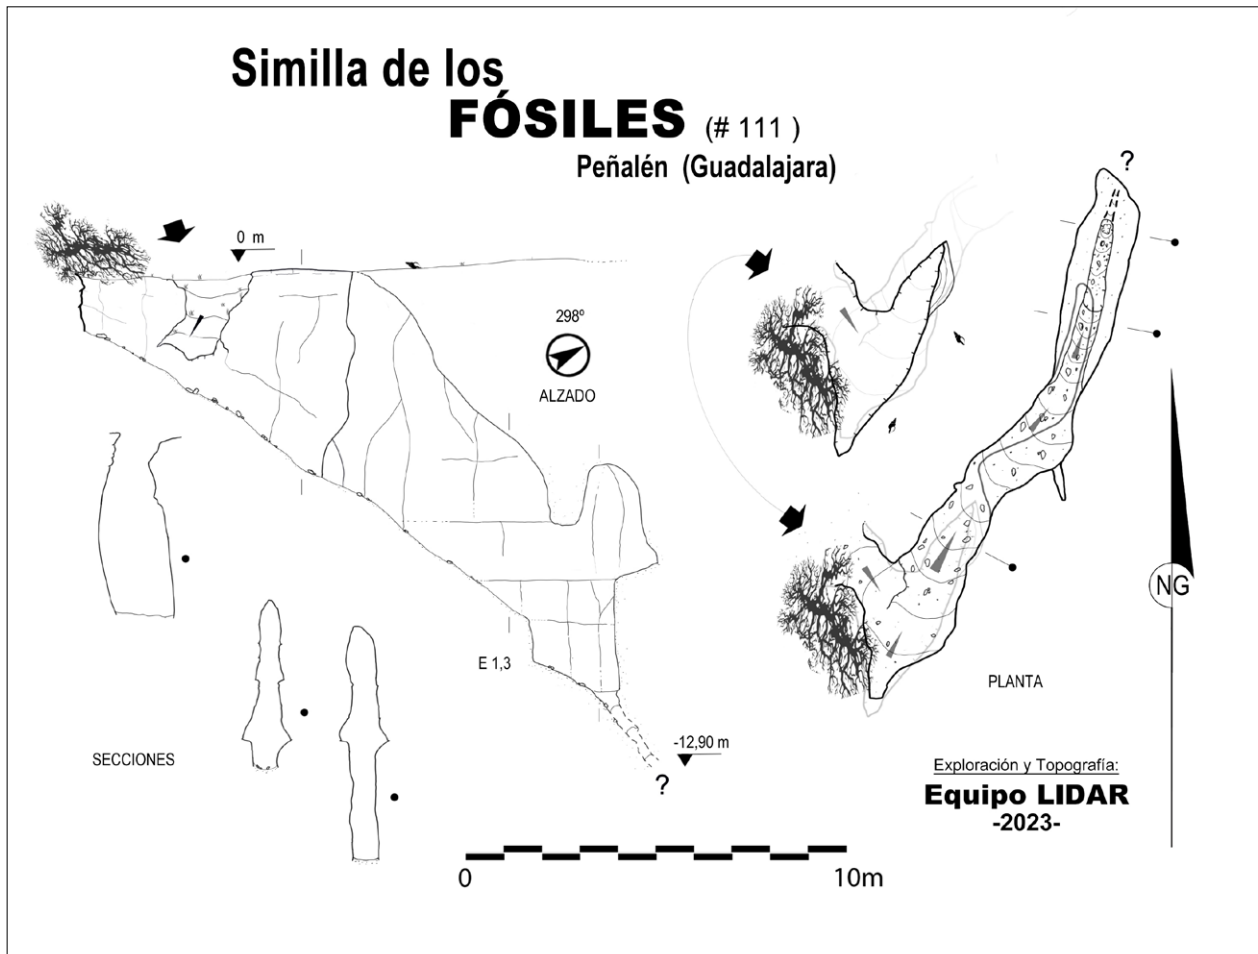 Similla de los
FÓSILES (# 111 )
Peñalén (Guadalajara)
?
0 m
298º
ALZADO
NG
E 1,3
PLANTA
-12,90 m
SECCIONES
?
Exploración y Topografía:
Equipo LIDAR
-2023-
0 10m